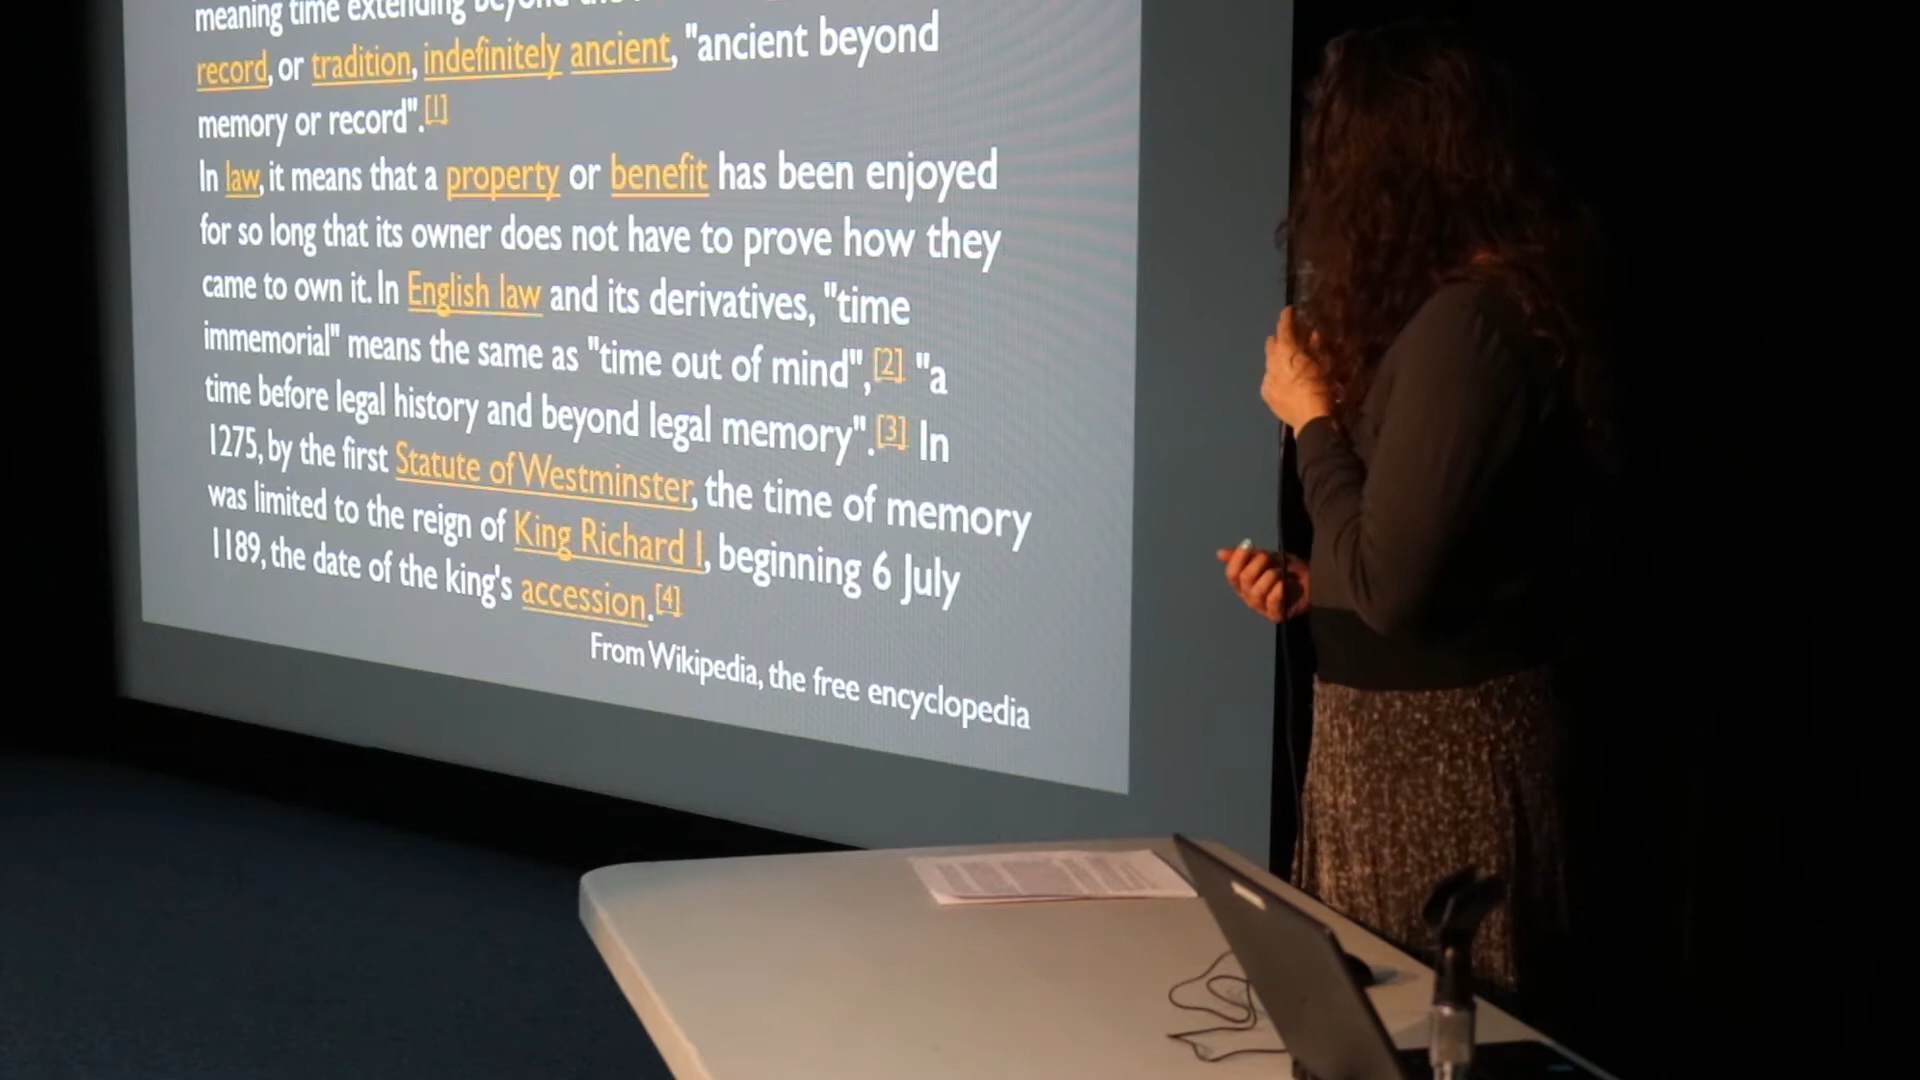 meaning time extending beyond the
record, or tradition, indefinitely ancient, "ancient beyond
memory or record".[1]
In law, it means that a property or benefit has been enjoyed
for so long that its owner does not have to prove how they
came to own it. In English law and its derivatives, "time
immemorial" means the same as "time out of mind",[2] "a
time before legal history and beyond legal memory".[3] In
1275, by the first Statute of Westminster, the time of memory
was limited to the reign of King Richard I, beginning 6 July
1189, the date of the king's accession.[4]
From Wikipedia, the free encyclopedia